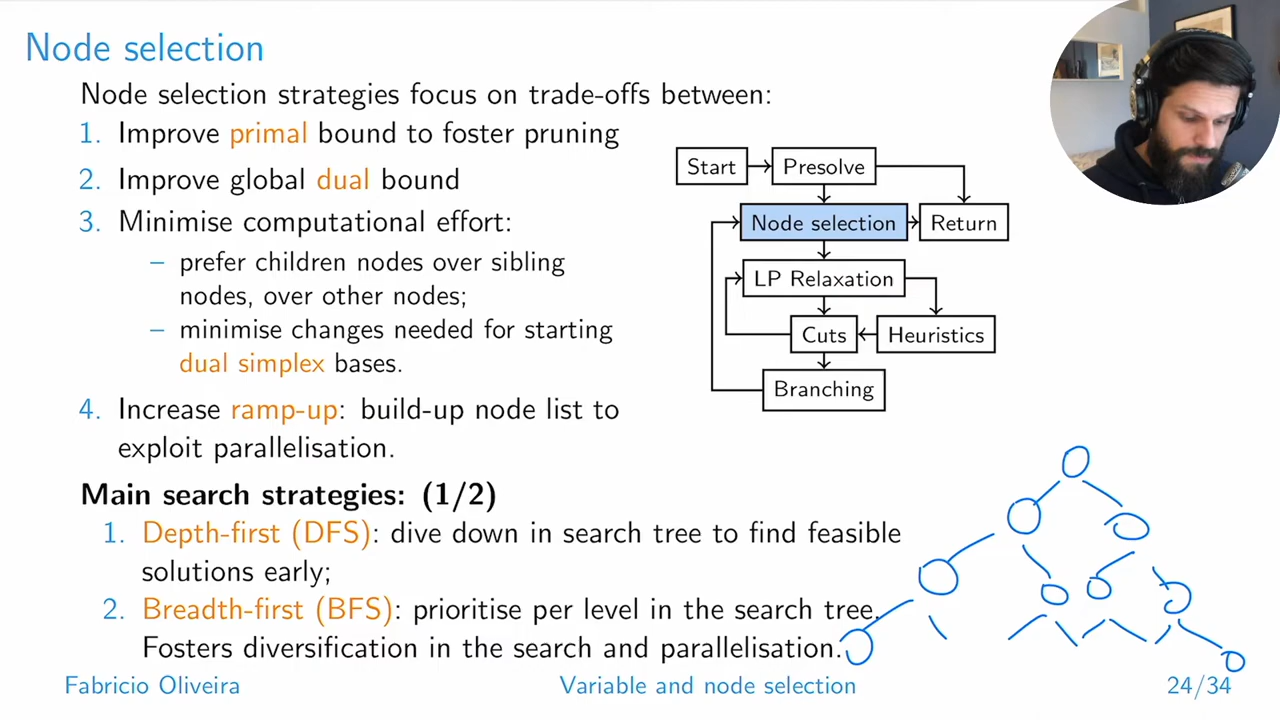 Node selection
Node selection strategies focus on trade-offs between:
1. Improve primal bound to foster pruning
2. Improve global dual bound
3. Minimise computational effort:
– prefer children nodes over sibling
nodes, over other nodes;
– minimise changes needed for starting
dual simplex bases.
4. Increase ramp-up: build-up node list to
exploit parallelisation.
Start
Presolve
Node selection
Return
LP Relaxation
Cuts
Heuristics
Branching
Main search strategies: (1/2)
1. Depth-first (DFS): dive down in search tree to find feasible
solutions early;
2. Breadth-first (BFS): prioritise per level in the search tree.
Fosters diversification in the search and parallelisation.
Fabricio Oliveira
Variable and node selection
24/34